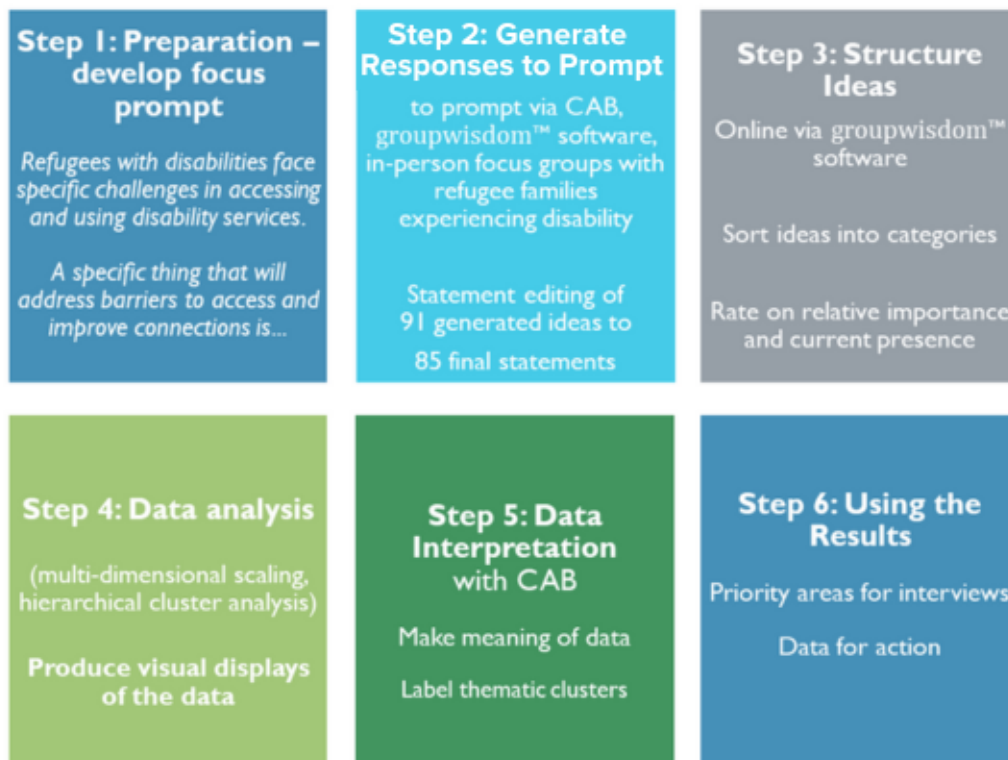 Step 1: Preparation –
develop focus
prompt
Refugees with disabilities face
specific challenges in accessing
and using disability services.
A specific thing that will
address barriers to access and
improve connections is...
Step 2: Generate
Responses to Prompt
to prompt via CAB,
groupwisdom™ software,
in-person focus groups with
refugee families
experiencing disability
Statement editing of
91 generated ideas to
85 final statements
Step 3: Structure
Ideas
Online via groupwisdom™
software
Sort ideas into categories
Rate on relative importance
and current presence
Step 4: Data analysis
(multi-dimensional scaling,
hierarchical cluster analysis)
Produce visual displays
of the data
Step 5: Data
Interpretation
with CAB
Make meaning of data
Label thematic clusters
Step 6: Using the
Results
Priority areas for interviews
Data for action